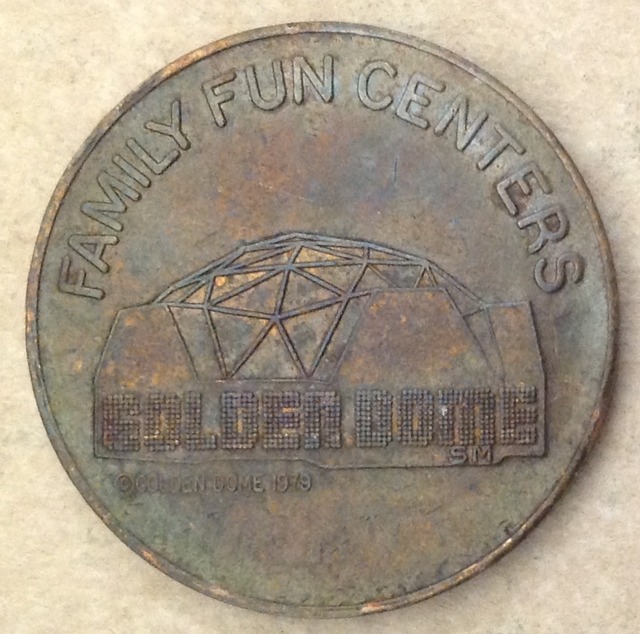 FAMILY FUN CENTERS
GOLDEN DOME
SM
©GOLDEN DOME, 1979